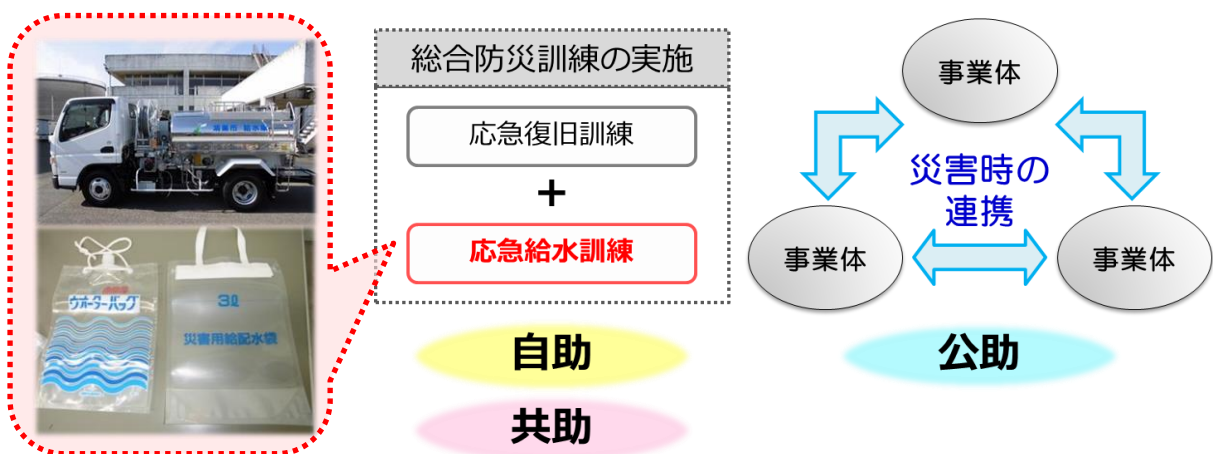 総合防災訓練の実施
応急復旧訓練
+
応急給水訓練
自助
共助
事業体
災害時の
連携
事業体
事業体
公助
ウォーターバッグ
3ℓ
災害用給配水袋